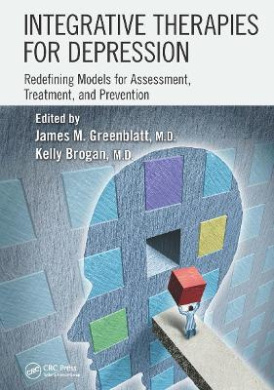 INTEGRATIVE THERAPIES
FOR DEPRESSION
Redefining Models for Assessment,
Treatment, and Prevention
Edited by
James M. Greenblatt, M.D.
Kelly Brogan, M.D.
CRC Press